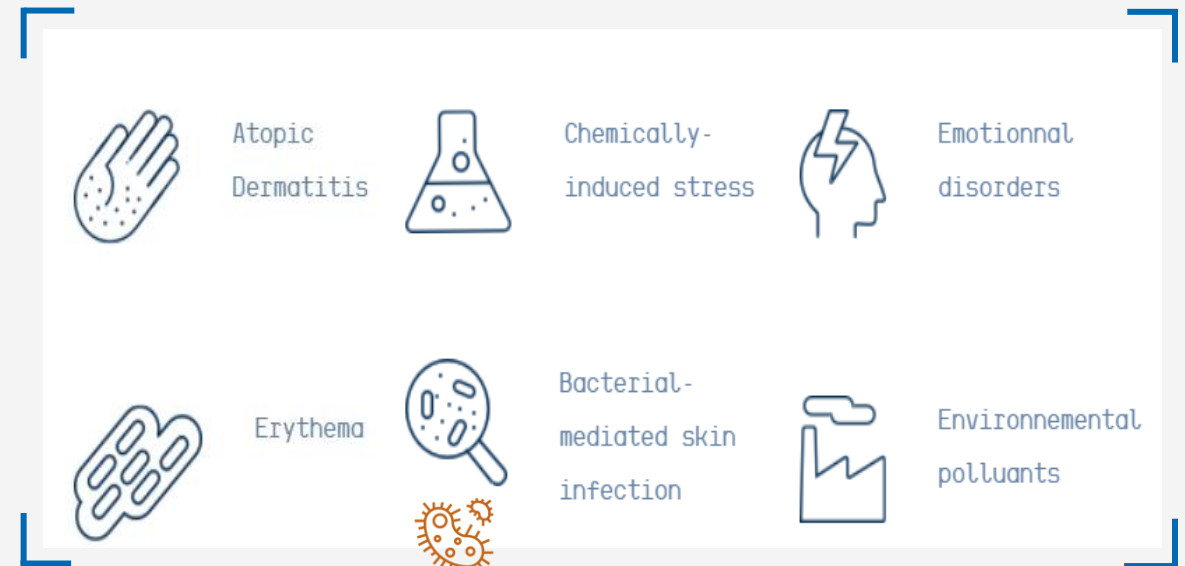 Atopic
Dermatitis
Chemically-
induced stress
Emotionnal
disorders
Erythema
Bacterial-
mediated skin
infection
Environnemental
polluants